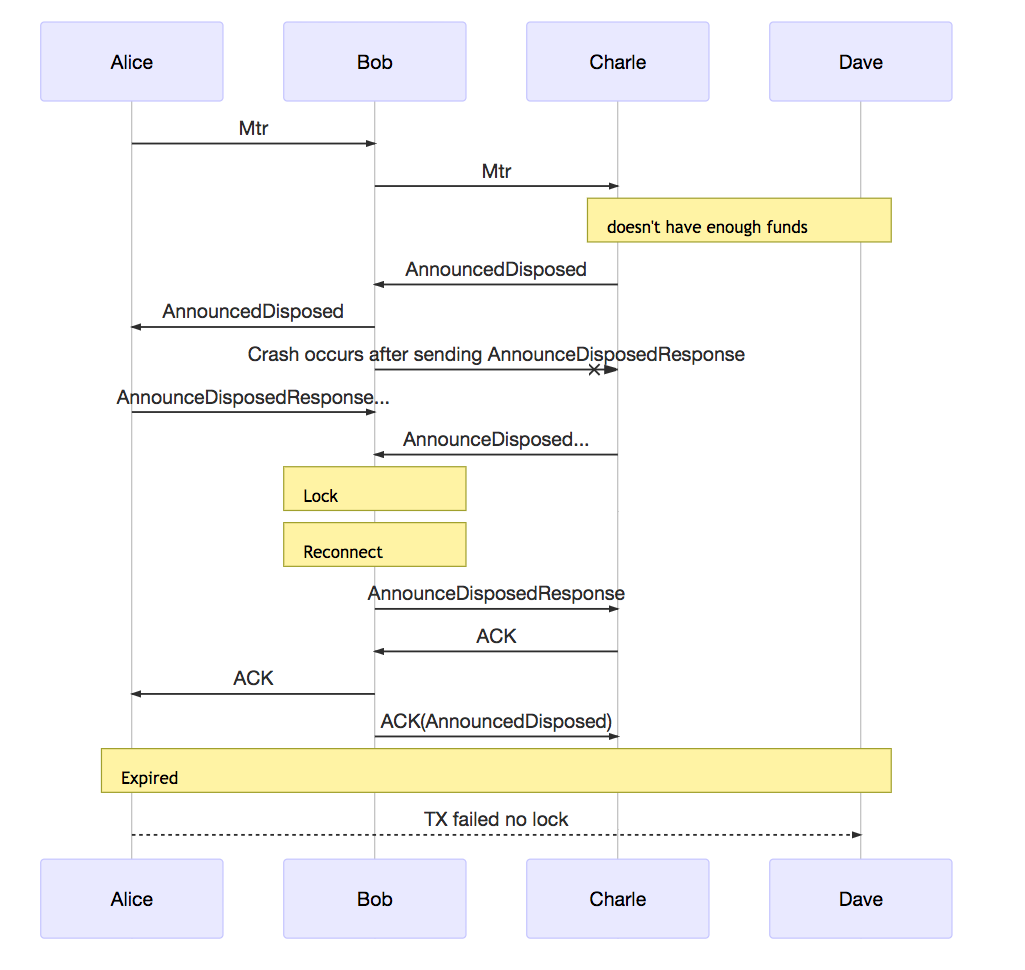 Alice
Bob
Charle
Dave
Mtr
Mtr
doesn't have enough funds
AnnouncedDisposed
AnnouncedDisposed
Crash occurs after sending AnnounceDisposedResponse
AnnounceDisposedResponse...
AnnounceDisposed...
Lock
Reconnect
AnnounceDisposedResponse
ACK
ACK
ACK(AnnouncedDisposed)
Expired
TX failed no lock
Alice
Bob
Charle
Dave